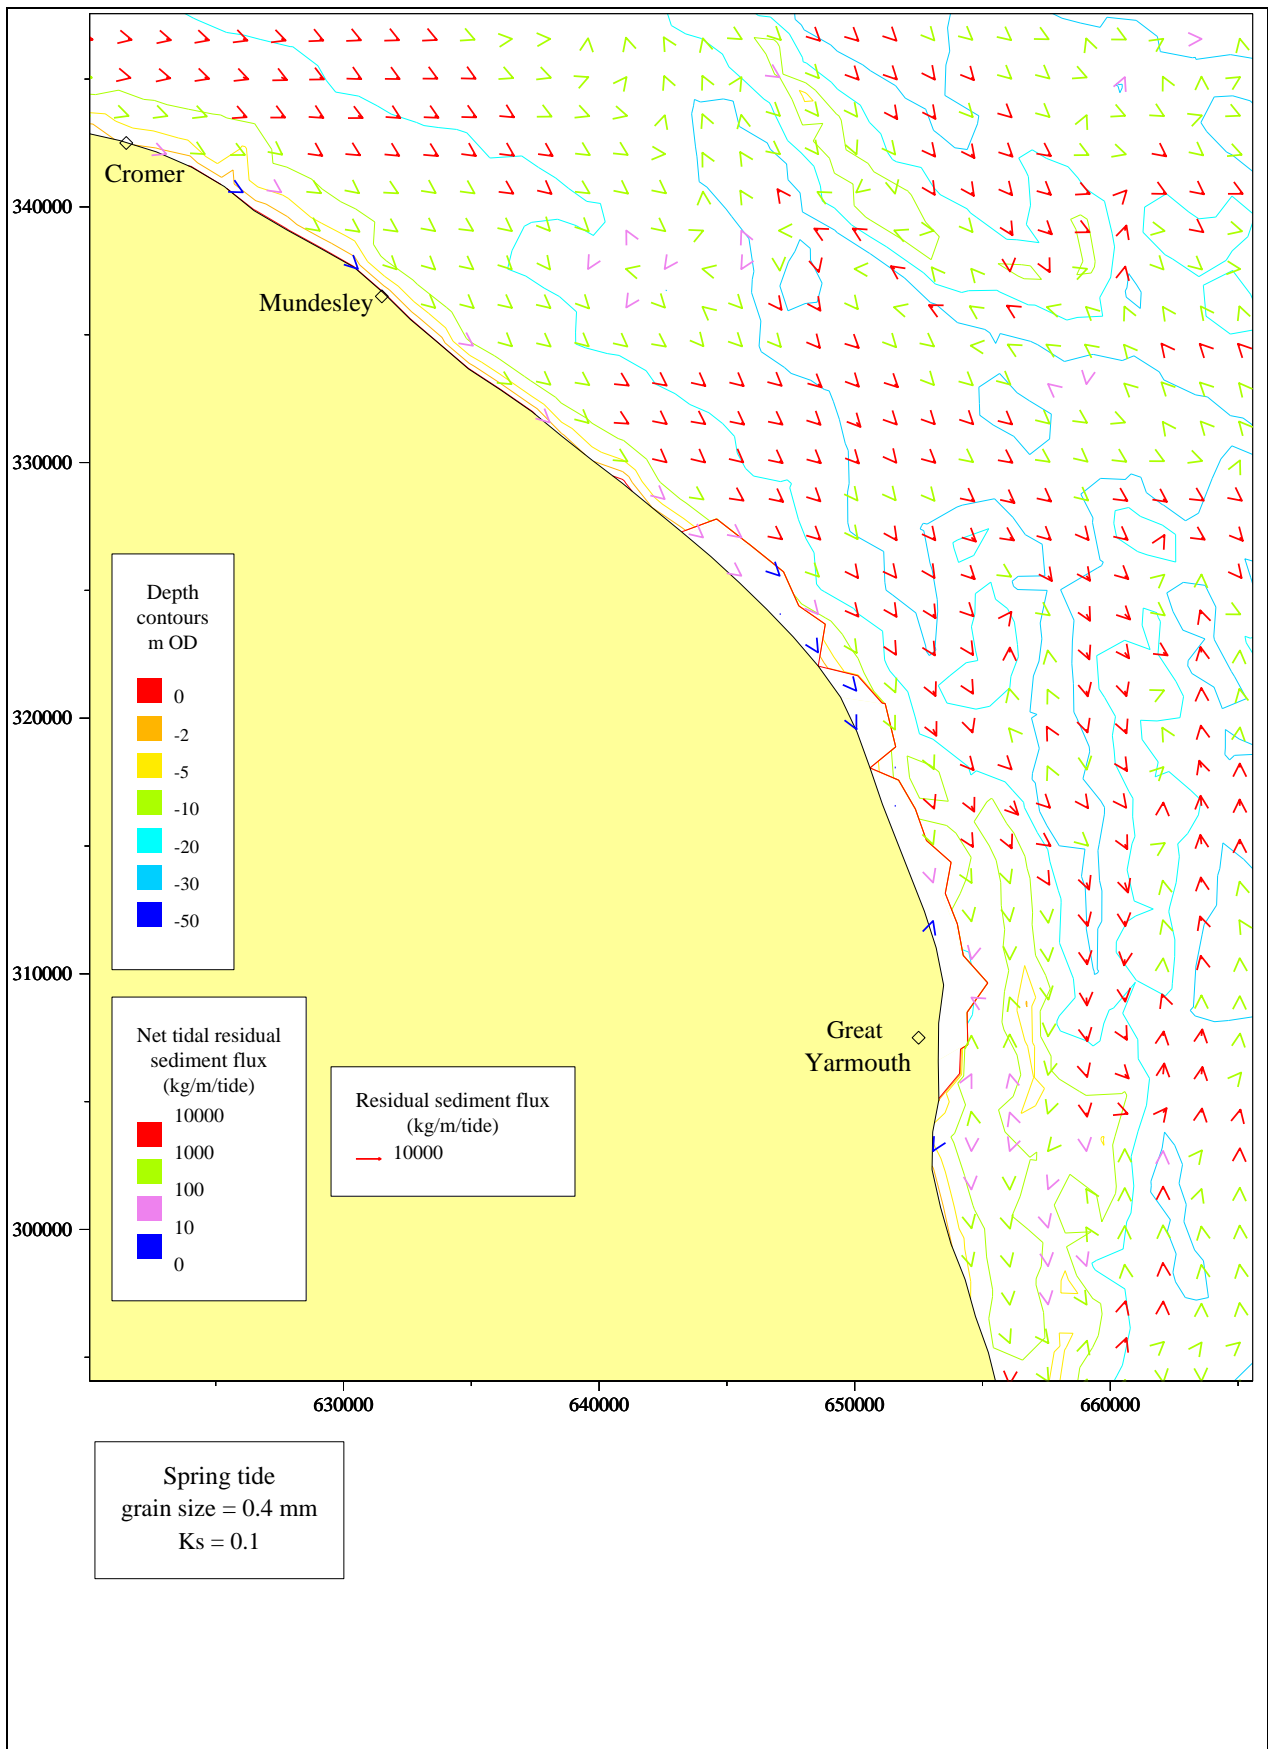 Cromer
340000
Mundesley
330000
Depth
contours
m OD
0
-2
-5
-10
-20
-30
-50
320000
310000
Great
Yarmouth
Net tidal residual
sediment flux
(kg/m/tide)
10000
1000
100
10
0
Residual sediment flux
(kg/m/tide)
10000
300000
630000
640000
650000
660000
Spring tide
grain size = 0.4 mm
Ks = 0.1